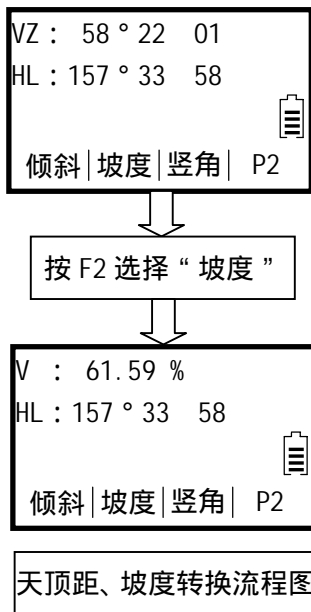 VZ： 58 ° 22 01
HL：157 ° 33 58
倾斜|坡度|竖角| P2
按 F2 选择“坡度”
V ： 61.59 %
HL：157 ° 33 58
倾斜|坡度|竖角| P2
天顶距、坡度转换流程图